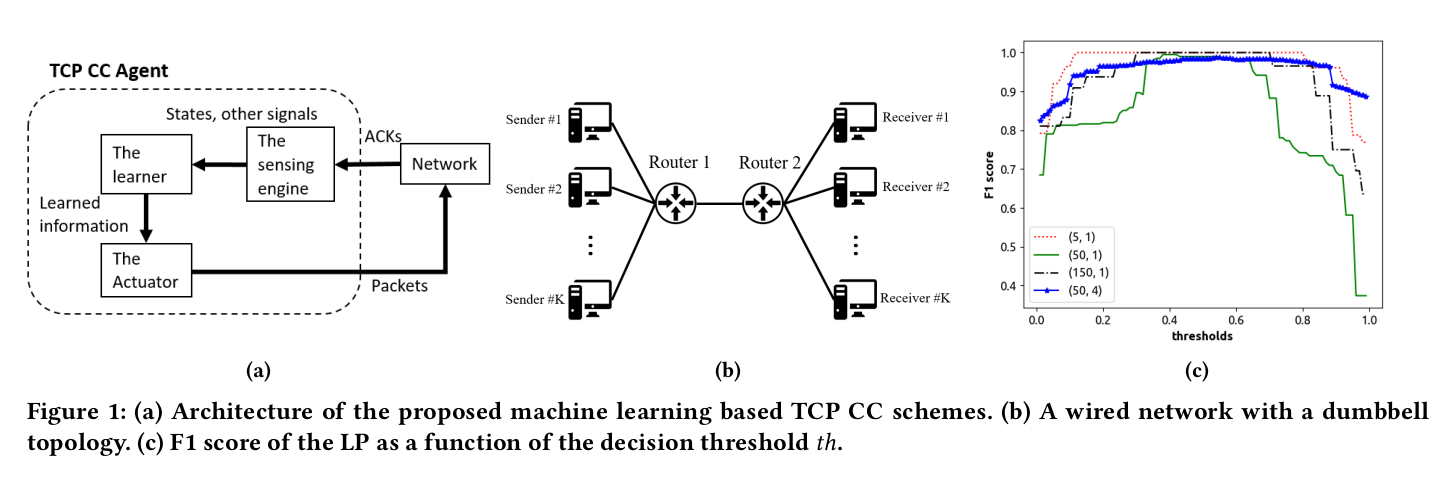 TCP CC Agent
States, other signals
The
learner
The
sensing
engine
ACKs
Network
Learned
information
The
Actuator
Packets
(a)
Sender #1
Sender #2
Sender #K
Router 1
Router 2
Receiver #1
Receiver #2
Receiver #K
(b)
F1 score
1.0
0.9
0.8
0.7
0.6
0.5
0.4
(5, 1)
(50, 1)
(150, 1)
(50, 4)
0.0 0.2 0.4 0.6 0.8 1.0
thresholds
(c)
Figure 1: (a) Architecture of the proposed machine learning based TCP CC schemes. (b) A wired network with a dumbbell
topology. (c) F1 score of the LP as a function of the decision threshold th.